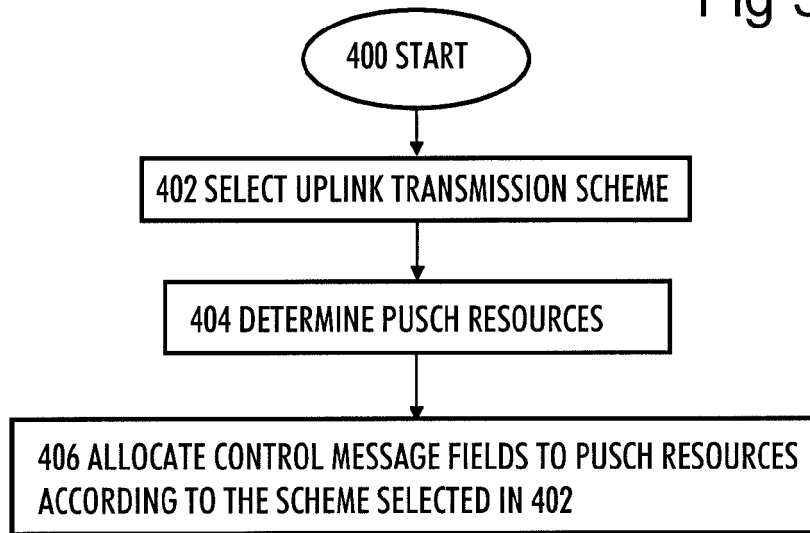 Fig
400 START
402 SELECT UPLINK TRANSMISSION SCHEME
404 DETERMINE PUSCH RESOURCES
406 ALLOCATE CONTROL MESSAGE FIELDS TO PUSCH RESOURCES
ACCORDING TO THE SCHEME SELECTED IN 402